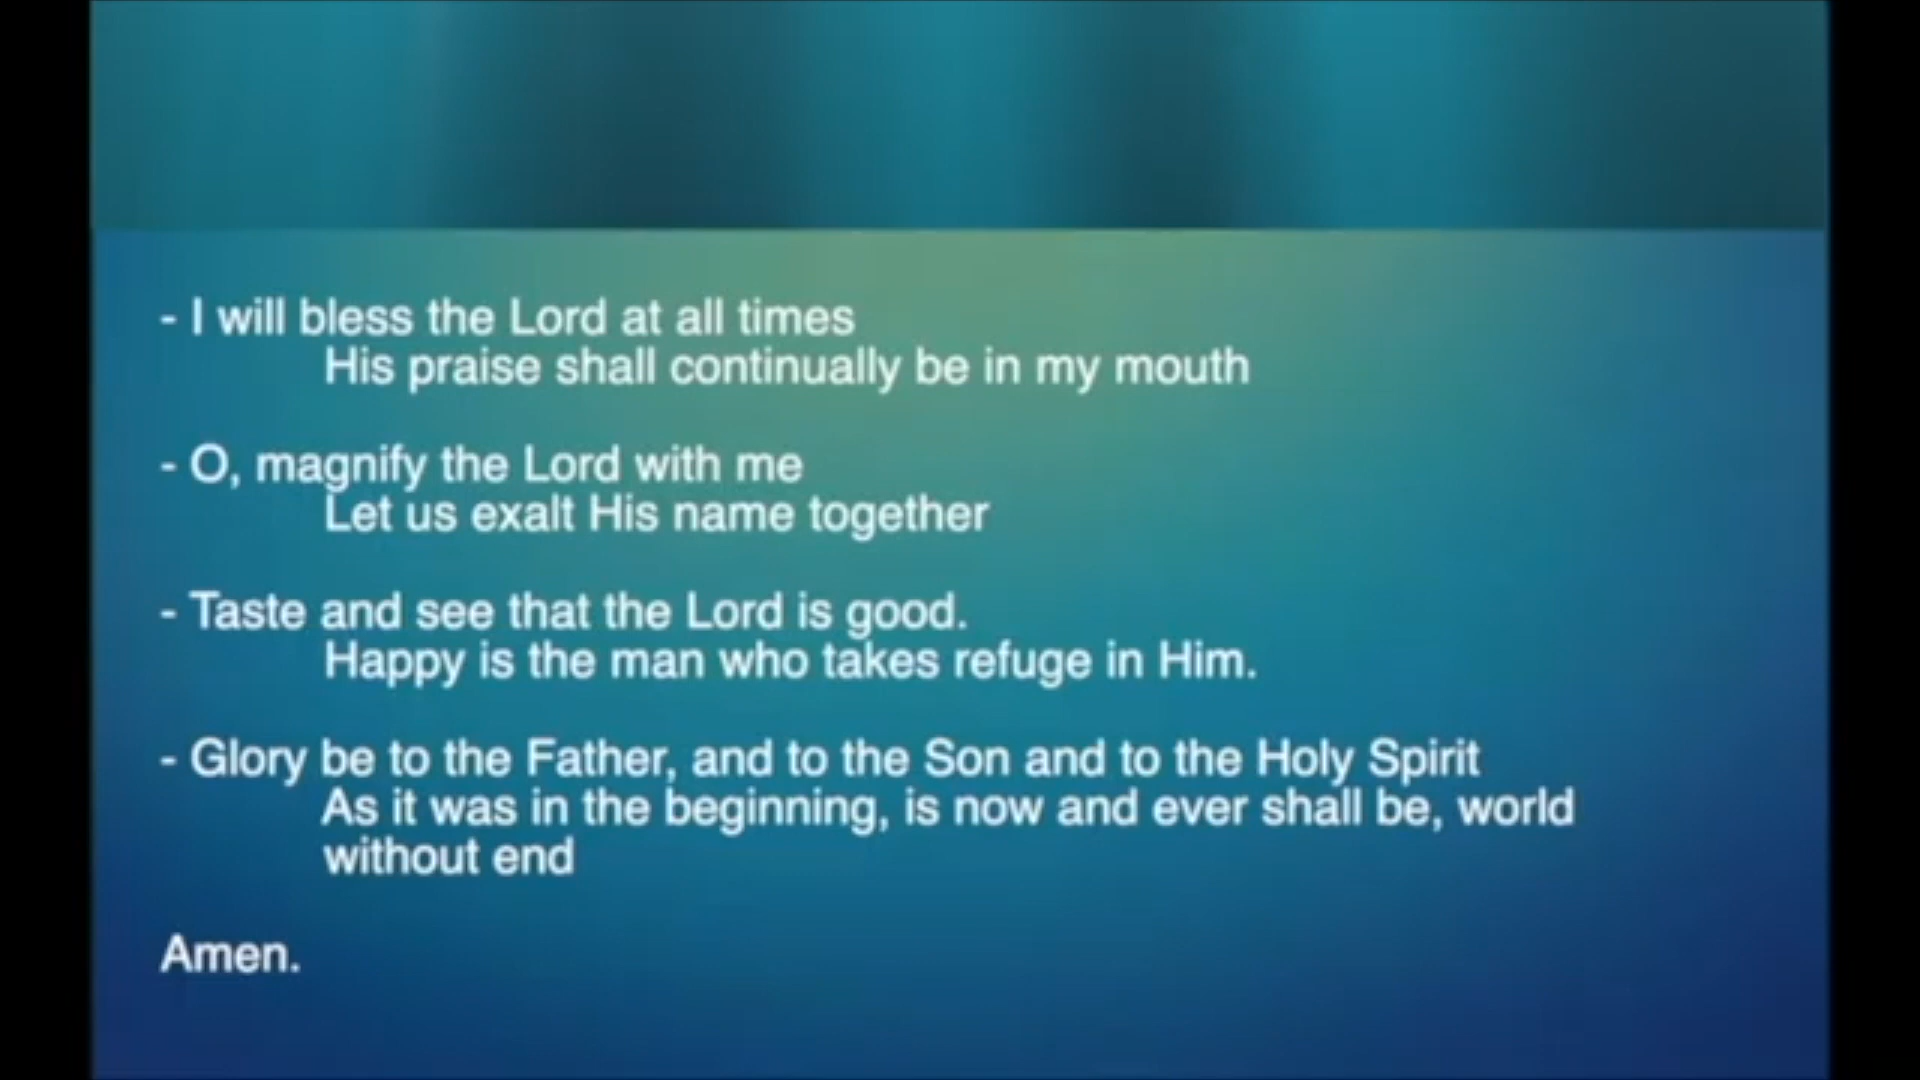 - I will bless the Lord at all times
His praise shall continually be in my mouth
- O, magnify the Lord with me
Let us exalt His name together
- Taste and see that the Lord is good.
Happy is the man who takes refuge in Him.
- Glory be to the Father, and to the Son and to the Holy Spirit
As it was in the beginning, is now and ever shall be, world
without end
Amen.